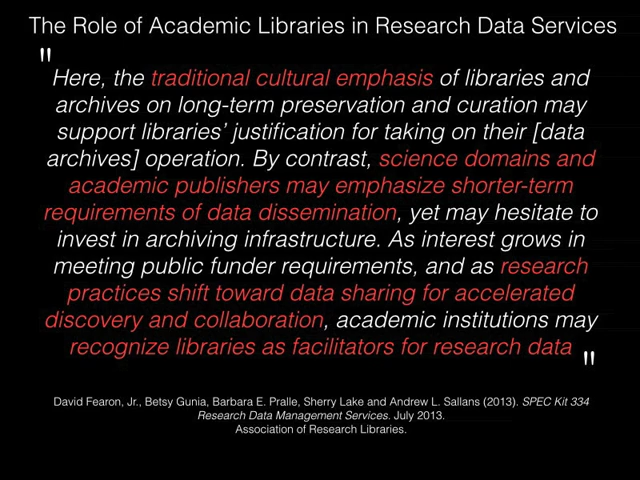 The Role of Academic Libraries in Research Data Services
"
Here, the traditional cultural emphasis of libraries and
archives on long-term preservation and curation may
support libraries’ justification for taking on their [data
archives] operation. By contrast, science domains and
academic publishers may emphasize shorter-term
requirements of data dissemination, yet may hesitate to
invest in archiving infrastructure. As interest grows in
meeting public funder requirements, and as research
practices shift toward data sharing for accelerated
discovery and collaboration, academic institutions may
recognize libraries as facilitators for research data "
David Fearon, Jr., Betsy Gunia, Barbara E. Pralle, Sherry Lake and Andrew L. Sallans (2013). SPEC Kit 334
Research Data Management Services. July 2013.
Association of Research Libraries.